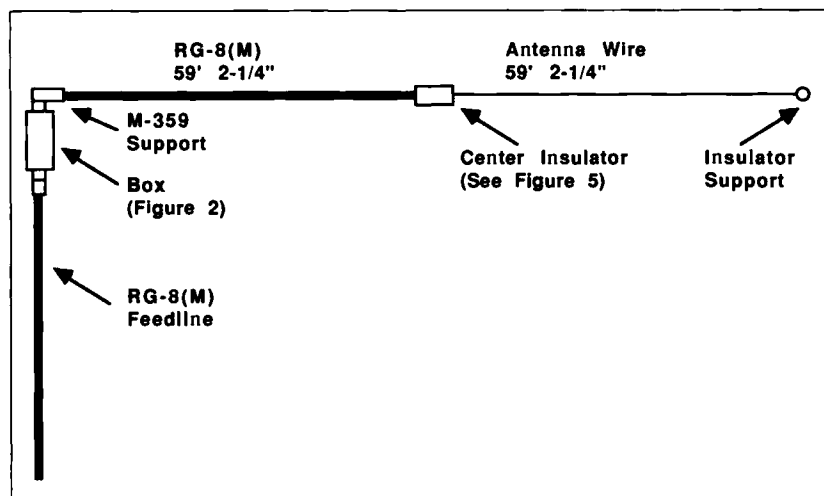 RG-8(M)
59' 2-1/4"
Antenna Wire
59' 2-1/4"
M-359
Support
Box
(Figure 2)
Center Insulator
(See Figure 5)
Insulator
Support
RG-8(M)
Feedline